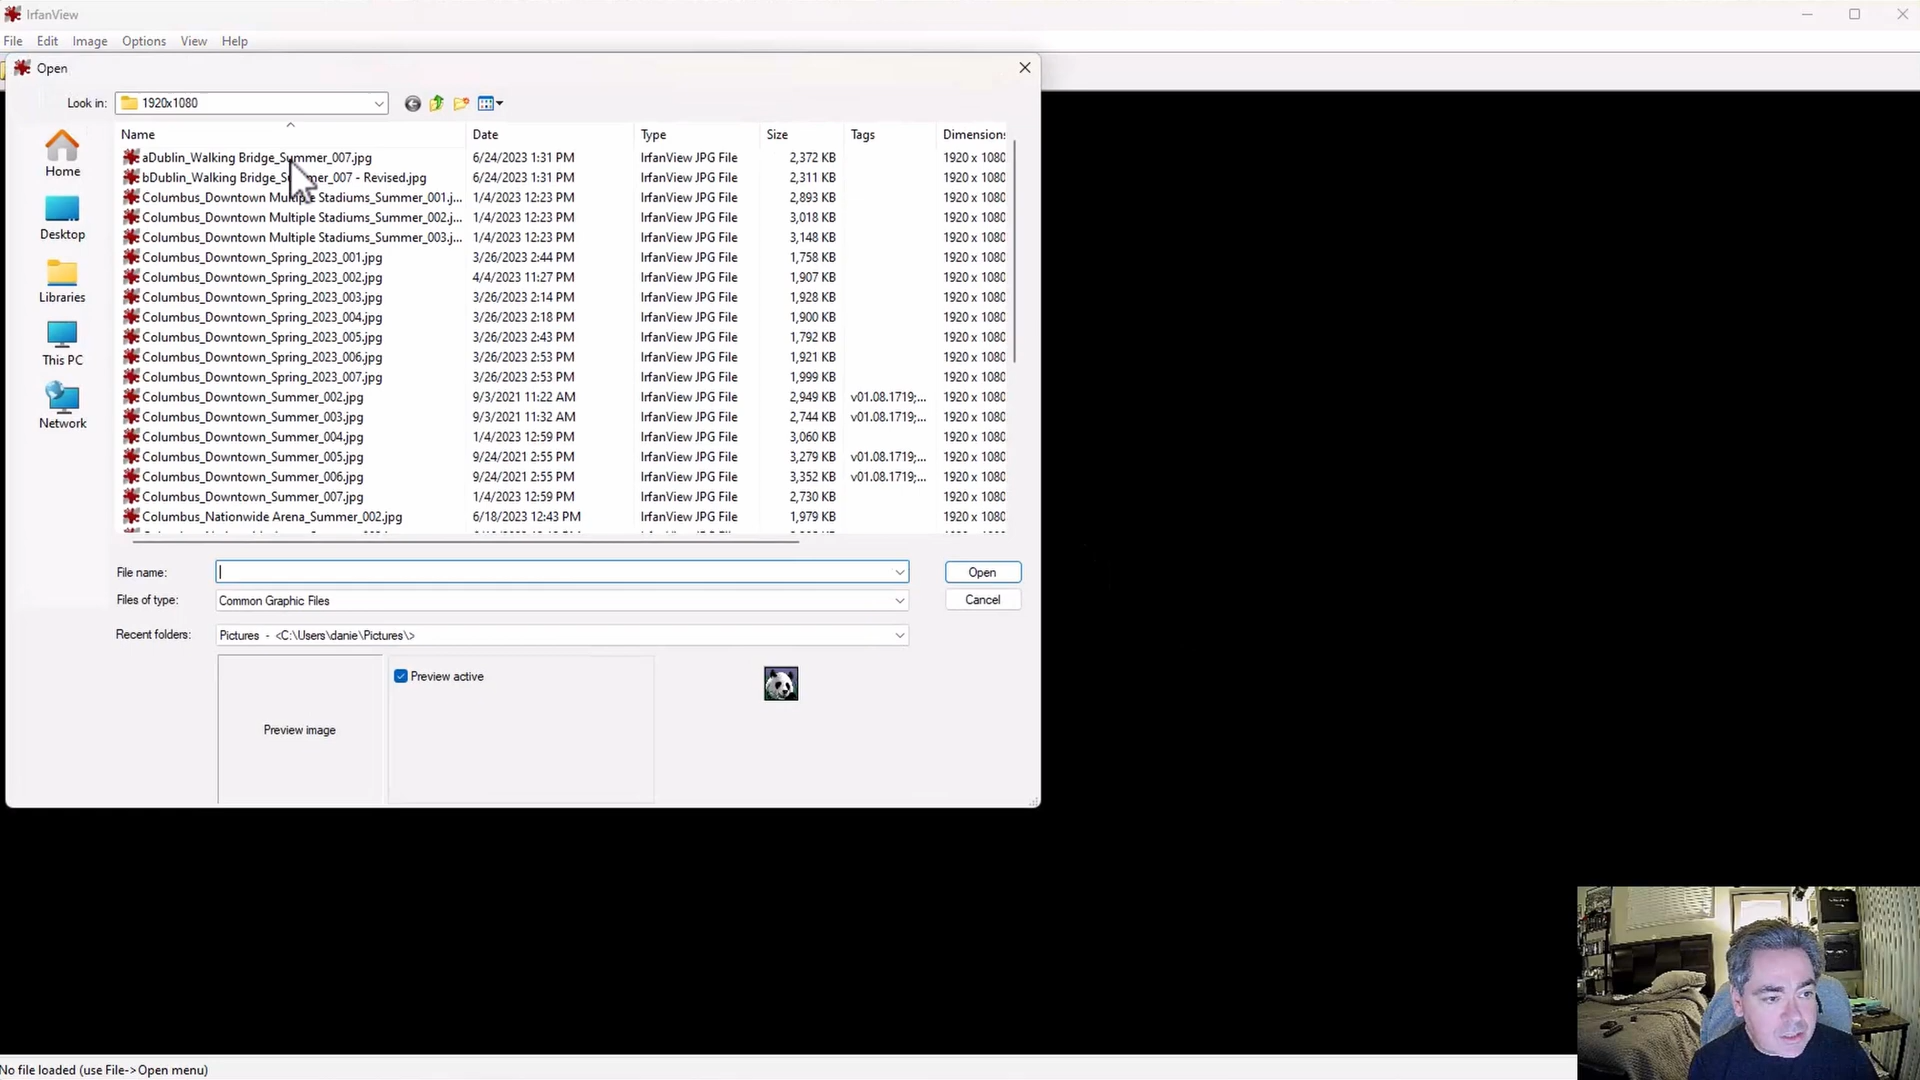 IrfanView
File Edit Image Options View Help
Open
Look in: 1920x1080
Name Date Type Size Tags Dimensions
aDublin_Walking Bridge_Summer_007.jpg 6/24/2023 1:31 PM IrfanView JPG File 2,372 KB 1920 x 1080
bDublin_Walking Bridge_Summer_007 - Revised.jpg 6/24/2023 1:31 PM IrfanView JPG File 2,311 KB 1920 x 1080
Columbus_Downtown Multiple Stadiums_Summer_001.j... 1/4/2023 12:23 PM IrfanView JPG File 2,893 KB 1920 x 1080
Columbus_Downtown Multiple Stadiums_Summer_002.j... 1/4/2023 12:23 PM IrfanView JPG File 3,018 KB 1920 x 1080
Columbus_Downtown Multiple Stadiums_Summer_003.j... 1/4/2023 12:23 PM IrfanView JPG File 3,148 KB 1920 x 1080
Columbus_Downtown_Spring_2023_001.jpg 3/26/2023 2:44 PM IrfanView JPG File 1,758 KB 1920 x 1080
Columbus_Downtown_Spring_2023_002.jpg 4/4/2023 11:27 PM IrfanView JPG File 1,907 KB 1920 x 1080
Columbus_Downtown_Spring_2023_003.jpg 3/26/2023 2:14 PM IrfanView JPG File 1,928 KB 1920 x 1080
Columbus_Downtown_Spring_2023_004.jpg 3/26/2023 2:18 PM IrfanView JPG File 1,900 KB 1920 x 1080
Columbus_Downtown_Spring_2023_005.jpg 3/26/2023 2:43 PM IrfanView JPG File 1,792 KB 1920 x 1080
Columbus_Downtown_Spring_2023_006.jpg 3/26/2023 2:53 PM IrfanView JPG File 1,921 KB 1920 x 1080
Columbus_Downtown_Spring_2023_007.jpg 3/26/2023 2:53 PM IrfanView JPG File 1,999 KB 1920 x 1080
Columbus_Downtown_Summer_002.jpg 9/3/2021 11:22 AM IrfanView JPG File 2,949 KB v01.08.1719;... 1920 x 1080
Columbus_Downtown_Summer_003.jpg 9/3/2021 11:32 AM IrfanView JPG File 2,744 KB v01.08.1719;... 1920 x 1080
Columbus_Downtown_Summer_004.jpg 1/4/2023 12:59 PM IrfanView JPG File 3,060 KB 1920 x 1080
Columbus_Downtown_Summer_005.jpg 9/24/2021 2:55 PM IrfanView JPG File 3,279 KB v01.08.1719;... 1920 x 1080
Columbus_Downtown_Summer_006.jpg 9/24/2021 2:55 PM IrfanView JPG File 3,352 KB v01.08.1719;... 1920 x 1080
Columbus_Downtown_Summer_007.jpg 1/4/2023 12:59 PM IrfanView JPG File 2,730 KB 1920 x 1080
Columbus_Nationwide Arena_Summer_002.jpg 6/18/2023 12:43 PM IrfanView JPG File 1,979 KB 1920 x 1080
Home
Desktop
Libraries
This PC
Network
File name: Open
Files of type: Common Graphic Files Cancel
Recent folders: Pictures - <C:\Users\danie\Pictures\>
Preview active
Preview image
No file loaded (use File->Open menu)